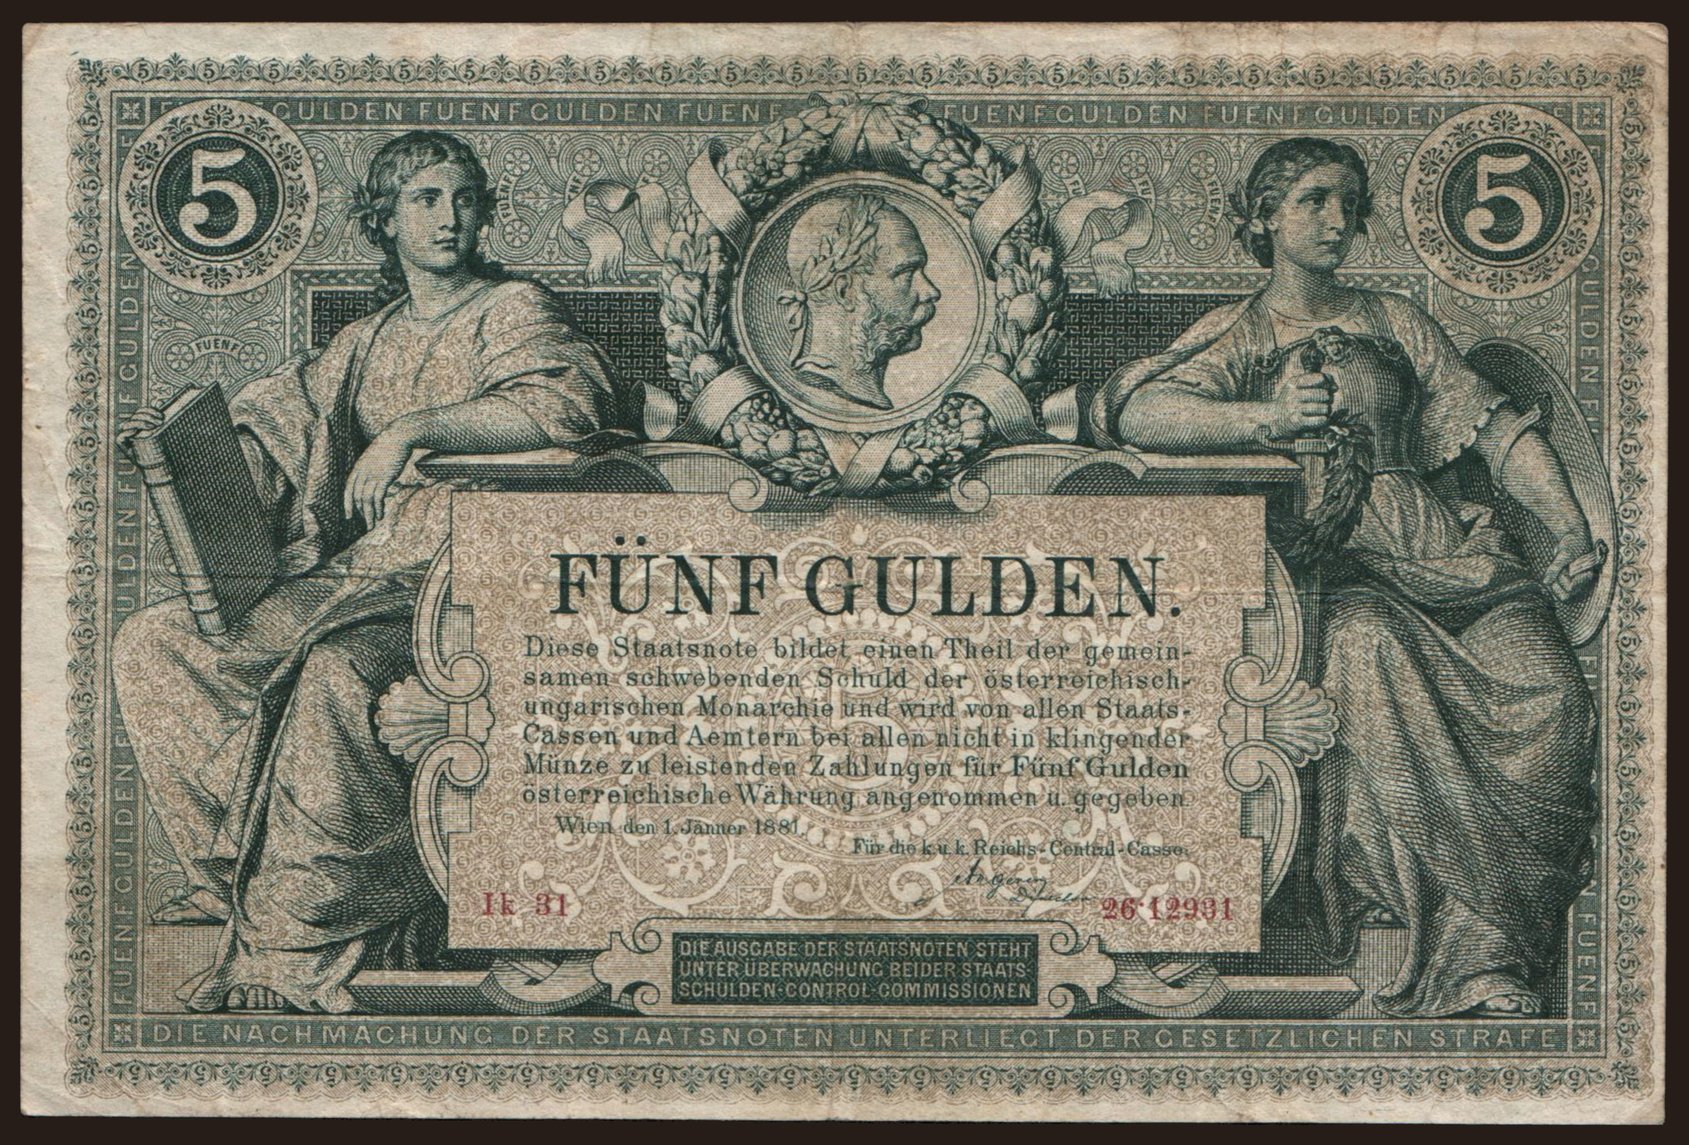 5 5
GULDEN FUENF GULDEN FUENF FUENF GULDEN FUENF GULDEN
FUENF
FÜNF GULDEN.
Diese Staatsnote bildet einen Theil der gemein-
samen schwebenden Schuld der österreichisch-
ungarischen Monarchie und wird von allen Staats-
Cassen und Aemtern bei allen nicht in klingender
Münze zu leistenden Zahlungen für Fünf Gulden
österreichische Währung angenommen u. gegeben.
Wien den 1. Jänner 1881.
Für die k. u. k. Reichs-Central-Casse.
Ik 31 26·12931
DIE AUSGABE DER STAATSNOTEN STEHT
UNTER ÜBERWACHUNG BEIDER STAATS-
SCHULDEN-CONTROL-COMMISSIONEN
DIE NACHMACHUNG DER STAATSNOTEN UNTERLIEGT DER GESETZLICHEN STRAFE